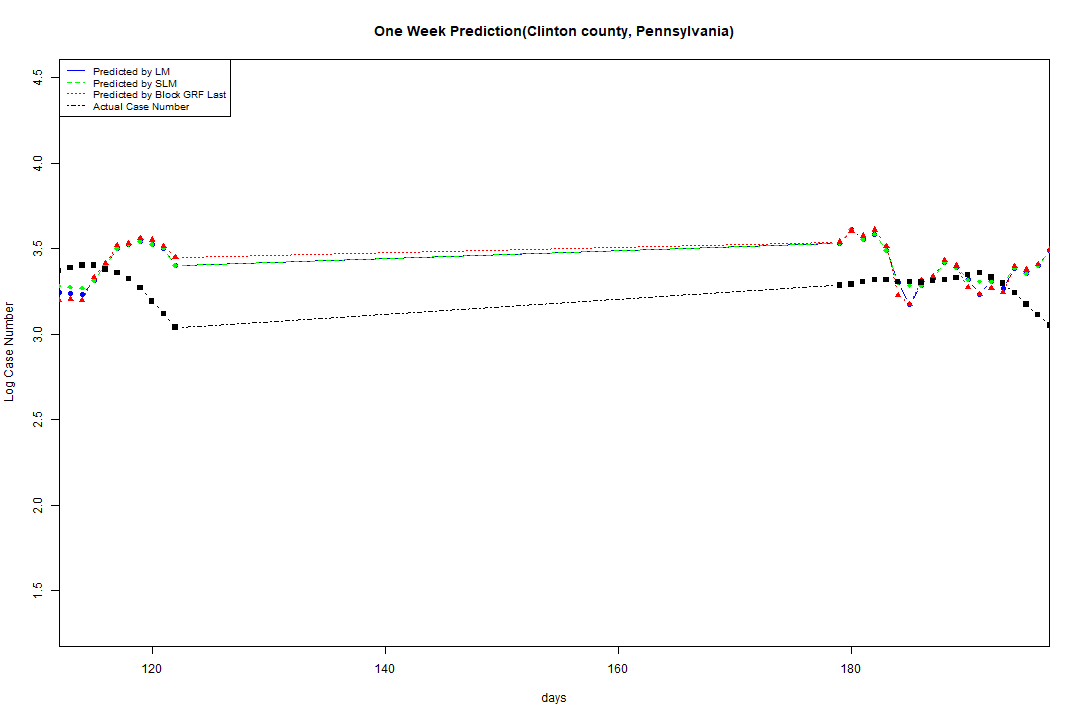 One Week Prediction(Clinton county, Pennsylvania)
Predicted by LM
Predicted by SLM
Predicted by Block GRF Last
Actual Case Number
4.5
4.0
3.5
3.0
2.5
2.0
1.5
Log Case Number
120
140
160
180
days